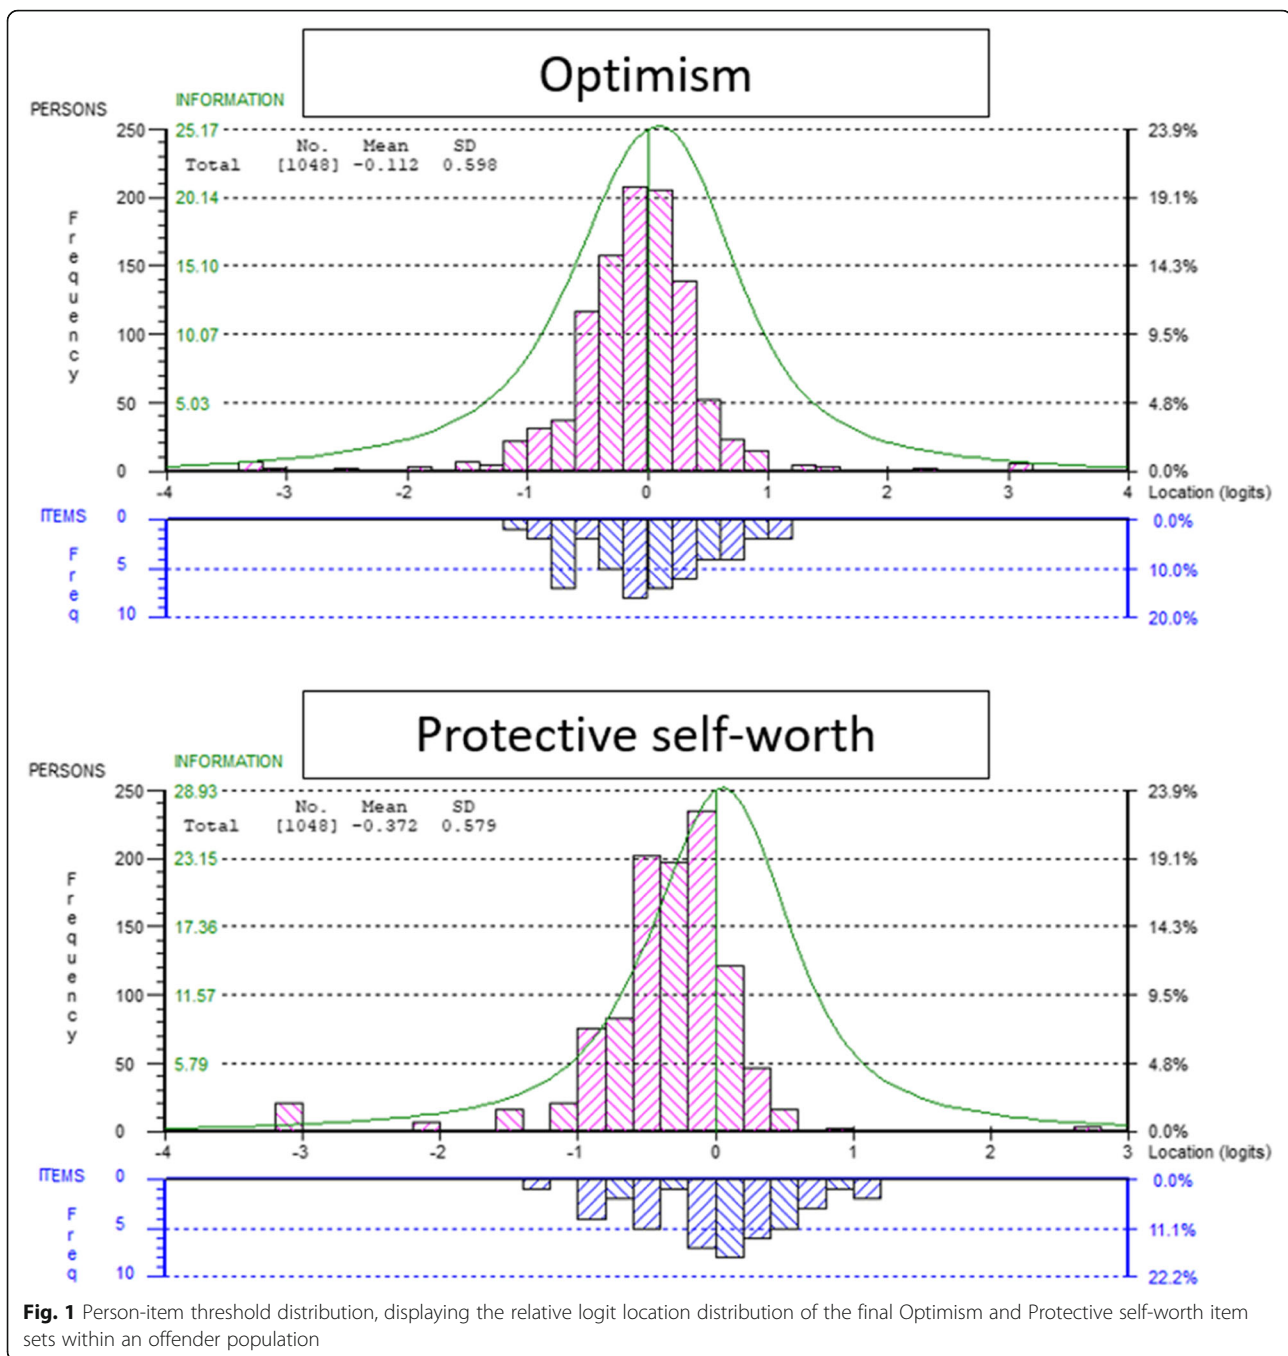 Optimism
PERSONS
INFORMATION
No. Mean SD
Total [1048] -0.112 0.598
250 25.17 23.9%
200 20.14 19.1%
150 15.10 14.3%
100 10.07 9.5%
50 5.03 4.8%
0 0.0%
Frequency
-4 -3 -2 -1 0 1 2 3 4 Location (logits)
ITEMS 0 0.0%
5 10.0%
10 20.0%
Freq
Protective self-worth
PERSONS
INFORMATION
No. Mean SD
Total [1048] -0.372 0.579
250 28.93 23.9%
200 23.15 19.1%
150 17.36 14.3%
100 11.57 9.5%
50 5.79 4.8%
0 0.0%
Frequency
-4 -3 -2 -1 0 1 2 3 Location (logits)
ITEMS 0 0.0%
5 11.1%
10 22.2%
Freq
Fig. 1 Person-item threshold distribution, displaying the relative logit location distribution of the final Optimism and Protective self-worth item
sets within an offender population